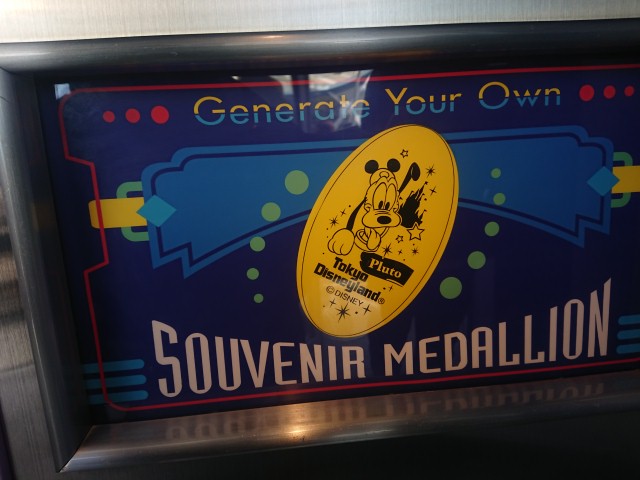 Generate Your Own
Pluto
Tokyo
Disneyland®
©DISNEY
SOUVENIR MEDALLION